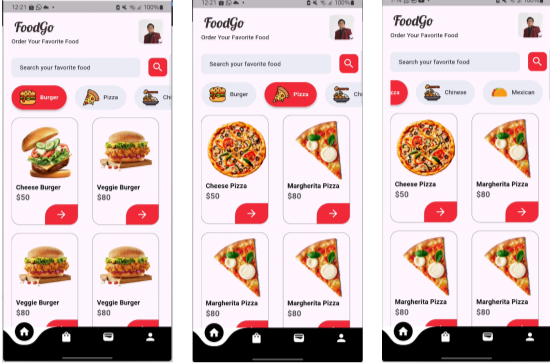 12:21
100%
FoodGo
Order Your Favorite Food
Search your favorite food
Burger
Pizza
Chi
Cheese Burger
$50
Veggie Burger
$80
Veggie Burger
$80
Veggie Burger
$80
12:21
100%
FoodGo
Order Your Favorite Food
Search your favorite food
Burger
Pizza
Chi
Cheese Pizza
$50
Margherita Pizza
$80
Margherita Pizza
$80
Margherita Pizza
$80
100%
FoodGo
Order Your Favorite Food
Search your favorite food
zza
Chinese
Mexican
Cheese Pizza
$50
Margherita Pizza
$80
Margherita Pizza
$80
Margherita Pizza
$80